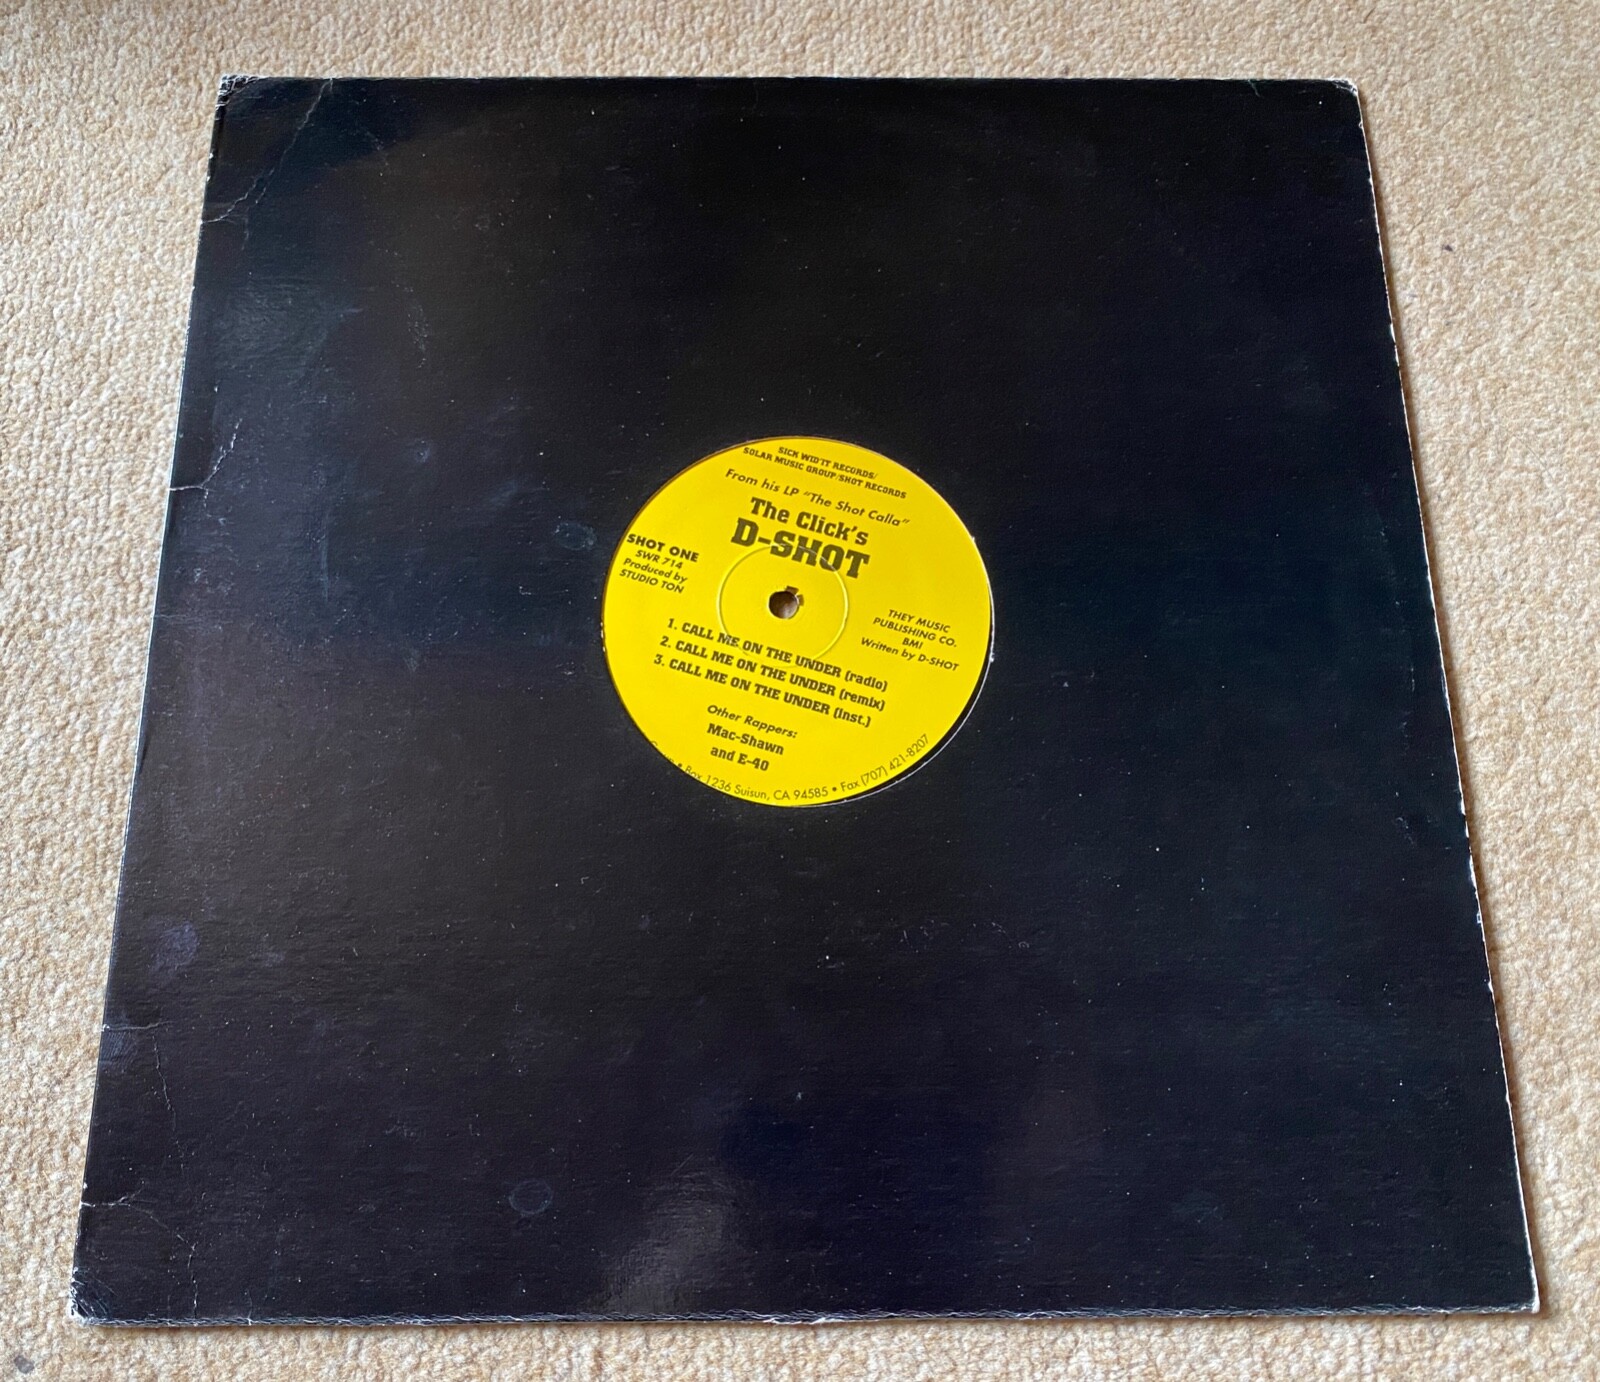 SICK WID'IT RECORDS/
SOLAR MUSIC GROUP/SHOT RECORDS
From his LP "The Shot Calla"
The Click's
D-SHOT
SHOT ONE
SWR 714
Produced by
STUDIO TON
THEY MUSIC
PUBLISHING CO.
BMI
Written by D-SHOT
1. CALL ME ON THE UNDER (radio)
2. CALL ME ON THE UNDER (remix)
3. CALL ME ON THE UNDER (Inst.)
Other Rappers:
Mac-Shawn
and E-40
• Box 1236 Suisun, CA 94585 • Fax (707) 421-8207